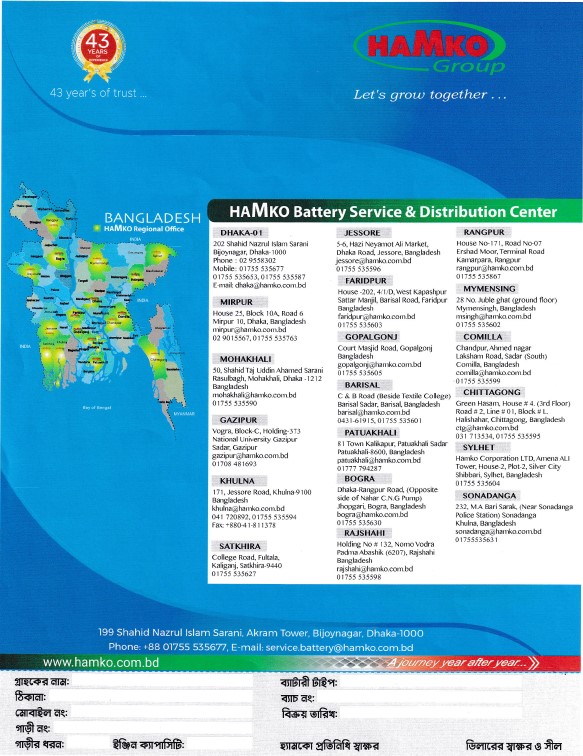 43
YEARS
OF
EXPERIENCE
43 year's of trust ...
HAMKO
Group
Let's grow together ...
BANGLADESH
HAMKO Regional Office
INDIA
INDIA
INDIA
Bay of Bengal
MYANMAR
HAMKO Battery Service & Distribution Center
DHAKA-01
202 Shahid Nazrul Islam Sarani
Bijoynagar, Dhaka-1000
Phone : 02 9558302
Mobile: 01755 535677
01755 535653, 01755 535587
E-mail: dhaka@hamko.com.bd
MIRPUR
House 25, Block 10A, Road 6
Mirpur 10, Dhaka, Bangladesh
mirpur@hamko.com.bd
02 9015567, 01755 535763
MOHAKHALI
50, Shahid Taj Uddin Ahamed Sarani
Rasulbagh, Mohakhali, Dhaka -1212
Bangladesh
mohakhali@hamko.com.bd
01755 535590
GAZIPUR
Vogra, Block-C, Holding-373
National University Gazipur
Sadar, Gazipur
gazipur@hamko.com.bd
01708 481693
KHULNA
171, Jessore Road, Khulna-9100
Bangladesh
khulna@hamko.com.bd
041 720892, 01755 535594
Fax: +880-41-811378
SATKHIRA
College Road, Fultala,
Kaliganj, Satkhira-9440
01755 535627
JESSORE
5-6, Hazi Neyamot Ali Market,
Dhaka Road, Jessore, Bangladesh
jessore@hamko.com.bd
01755 535596
FARIDPUR
House -202, 4/1/D, West Kapashpur
Sattar Manjil, Barisal Road, Faridpur
Bangladesh
faridpur@hamko.com.bd
01755 535603
GOPALGONJ
Court Masjid Road, Gopalgonj
Bangladesh
gopalgonj@hamko.com.bd
01755 535605
BARISAL
C & B Road (Beside Textile College)
Barisal Sadar, Barisal, Bangladesh
barisal@hamko.com.bd
0431-61915, 01755 535601
PATUAKHALI
81 Town Kalikapur, Patuakhali Sadar
Patuakhali-8600, Bangladesh
patuakhali@hamko.com.bd
01777 794287
BOGRA
Dhaka-Rangpur Road, (Opposite
side of Nahar C.N.G Pump)
Jhopgari, Bogra, Bangladesh
bogra@hamko.com.bd
01755 535630
RAJSHAHI
Holding No # 132, Nomo Vodra
Padma Abashik (6207), Rajshahi
Bangladesh
rajshahi@hamko.com.bd
01755 535598
RANGPUR
House No-171, Road No-07
Ershad Moor, Terminal Road
Kamarpara, Rangpur
rangpur@hamko.com.bd
01755 535867
MYMENSING
28 No. Juble ghat (ground floor)
Mymensingh, Bangladesh
msingh@hamko.com.bd
01755 535602
COMILLA
Chandpur, Ahmed nagar
Laksham Road, Sadar (South)
Comilla, Bangladesh
comilla@hamko.com.bd
01755 535599
CHITTAGONG
Green Hasam, House # 4, (3rd Floor)
Road # 2, Line # 01, Block # L.
Halishahar, Chittagong, Bangladesh
ctg@hamko.com.bd
031 713534, 01755 535595
SYLHET
Hamko Corporation LTD, Amena ALI
Tower, House-2, Plot-2, Silver City
Shibbari, Sylhet, Bangladesh
01755 535604
SONADANGA
232, M.A Bari Sarak, (Near Sonadanga
Police Station) Sonadanga
Khulna, Bangladesh
sonadanga@hamko.com.bd
01755535631
199 Shahid Nazrul Islam Sarani, Akram Tower, Bijoynagar, Dhaka-1000
Phone: +88 01755 535677, E-mail: service.battery@hamko.com.bd
www.hamko.com.bd
A journey year after year...
গ্রাহকের নাম:
ঠিকানা:
মোবাইল নং:
গাড়ী নং:
গাড়ীর ধরন:
ইঞ্জিন ক্যাপাসিটি:
ব্যাটারী টাইপ:
ব্যাচ নং:
বিক্রয় তারিখ:
হ্যামকো প্রতিনিধি স্বাক্ষর
ডিলারের স্বাক্ষর ও সীল